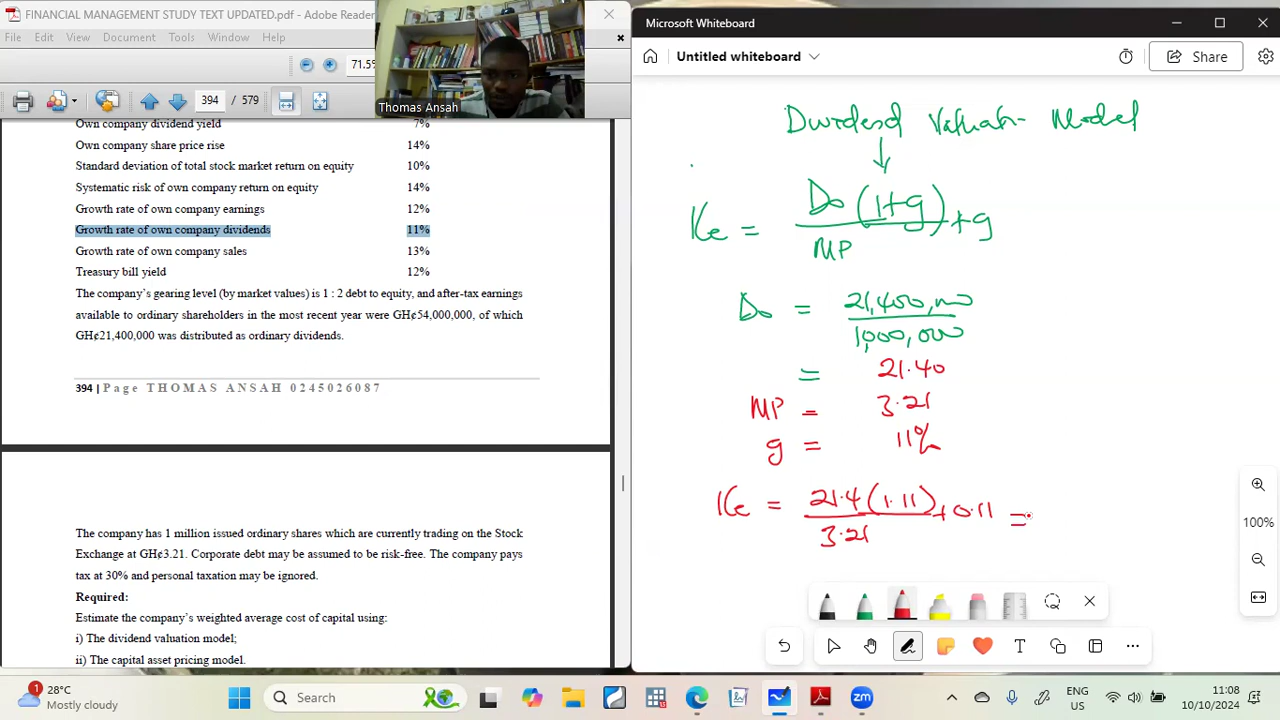 FINANCIAL MANAGEMENT STUDY TEXT UPDATED.pdf - Adobe Reader
File Edit View Document Tools Window Help
394 / 579
71.5%
Thomas Ansah
Own company dividend yield 7%
Own company share price rise 14%
Standard deviation of total stock market return on equity 10%
Systematic risk of own company return on equity 14%
Growth rate of own company earnings 12%
Growth rate of own company dividends 11%
Growth rate of own company sales 13%
Treasury bill yield 12%
The company's gearing level (by market values) is 1 : 2 debt to equity, and after-tax earnings
available to ordinary shareholders in the most recent year were GH¢54,000,000, of which
GH¢21,400,000 was distributed as ordinary dividends.
394 | Page THOMAS ANSAH 0245026087
The company has 1 million issued ordinary shares which are currently trading on the Stock
Exchange at GH¢3.21. Corporate debt may be assumed to be risk-free. The company pays
tax at 30% and personal taxation may be ignored.
Required:
Estimate the company's weighted average cost of capital using:
i) The dividend valuation model;
ii) The capital asset pricing model.
Microsoft Whiteboard
Untitled whiteboard
Share
Dividend Valuation Model
Ke = Do (1+g) + g
MP
Do = 21,400,000
1,000,000
= 21.40
MP = 3.21
g = 11%
Ke = 21.4 (1.11) + 0.11 =
3.21
100%
1
28°C
Mostly cloudy
Search
ENG
US
11:08
10/10/2024